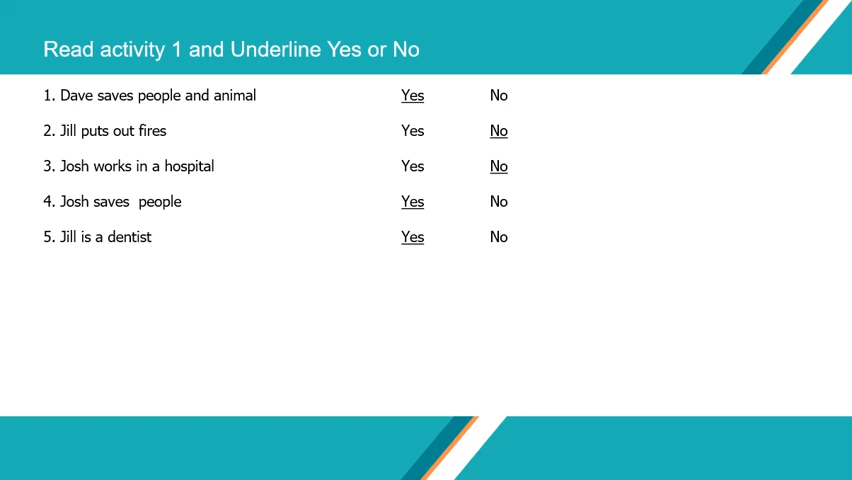 Read activity 1 and Underline Yes or No
1. Dave saves people and animal Yes No
2. Jill puts out fires Yes No
3. Josh works in a hospital Yes No
4. Josh saves  people Yes No
5. Jill is a dentist Yes No